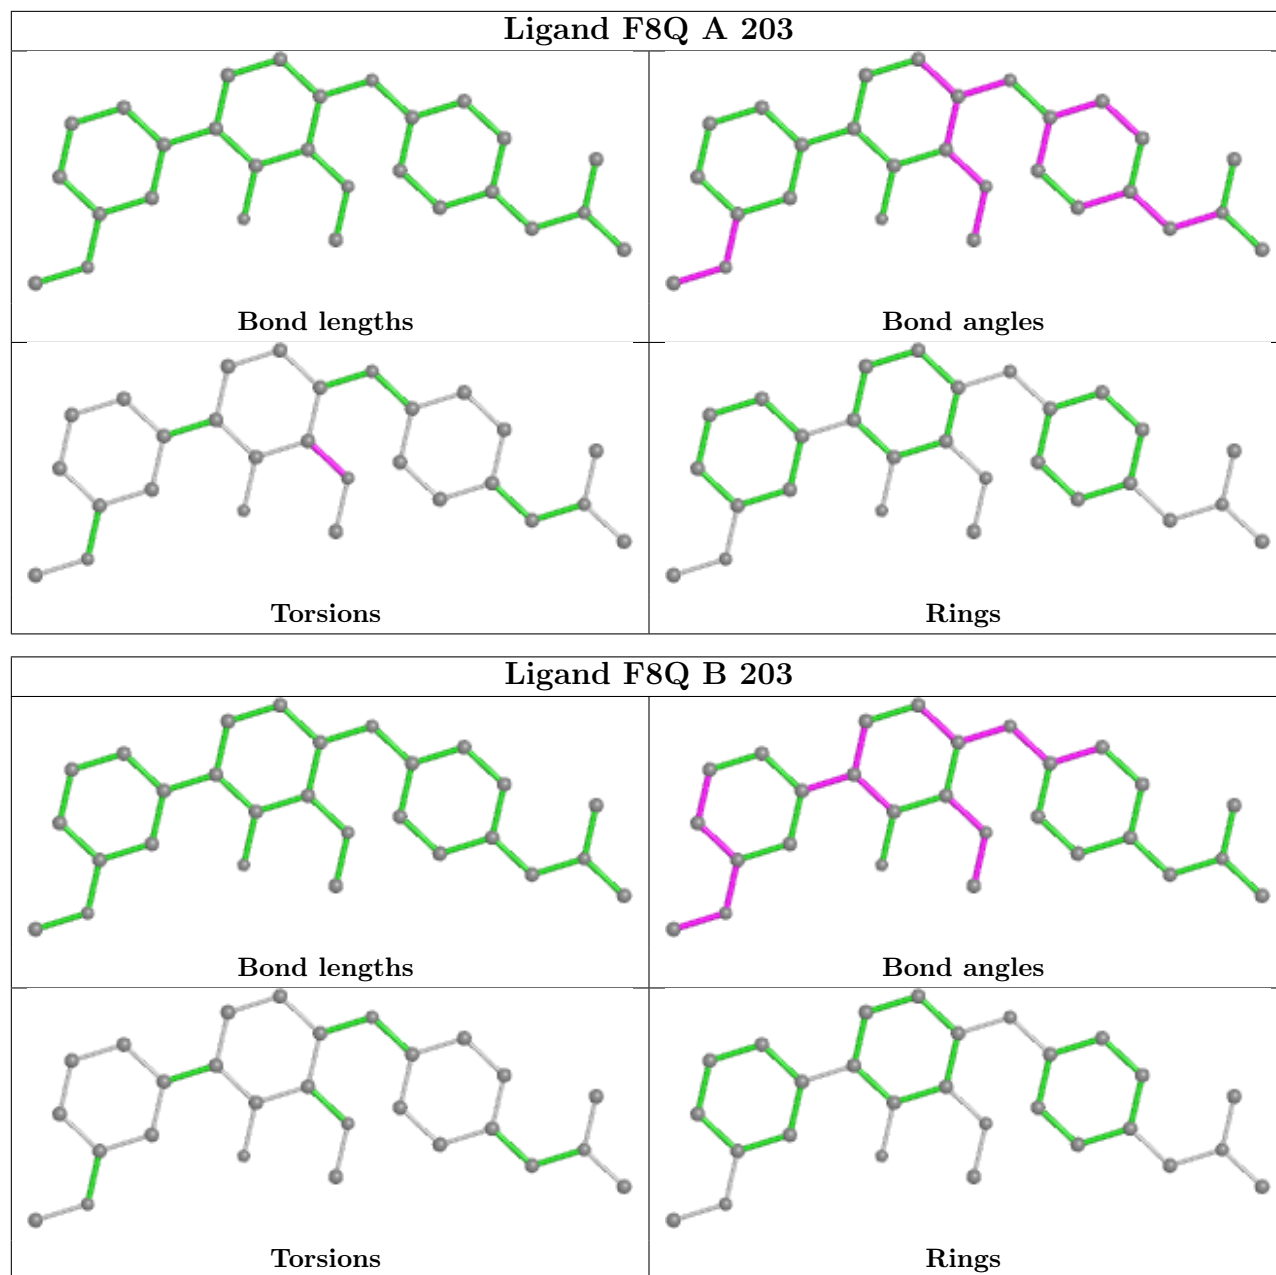 Ligand F8Q A 203
Bond lengths
Bond angles
Torsions
Rings
Ligand F8Q B 203
Bond lengths
Bond angles
Torsions
Rings